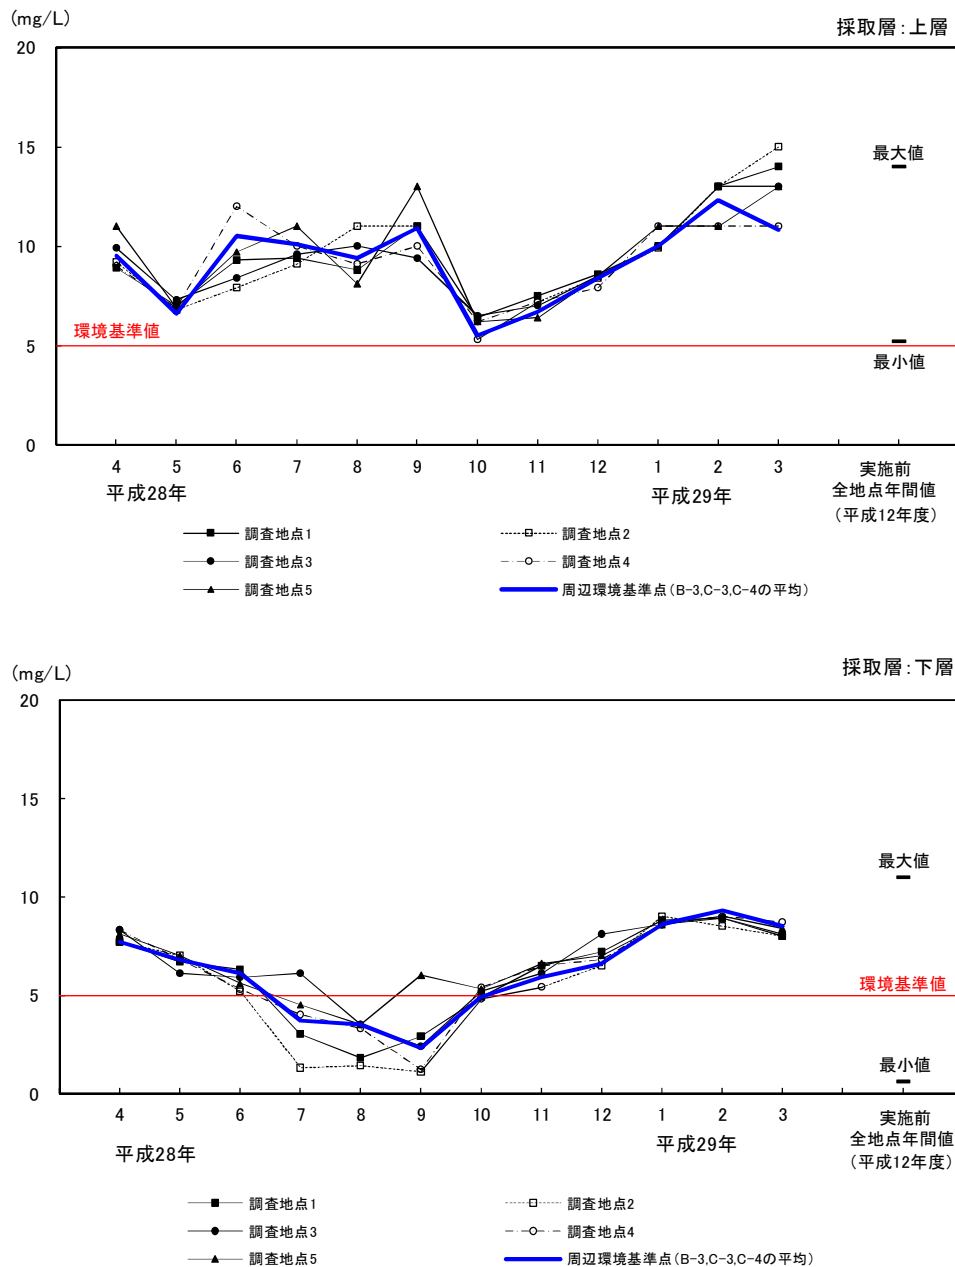 (mg/L)
採取層：上層
20
15
最大値
10
環境基準値
5
最小値
0
4 5 6 7 8 9 10 11 12 1 2 3
実施前
全地点年間値
（平成12年度）
平成28年
平成29年
調査地点1
調査地点2
調査地点3
調査地点4
調査地点5
周辺環境基準点（B-3,C-3,C-4の平均）
(mg/L)
採取層：下層
20
15
最大値
10
環境基準値
5
最小値
0
4 5 6 7 8 9 10 11 12 1 2 3
実施前
全地点年間値
（平成12年度）
平成28年
平成29年
調査地点1
調査地点2
調査地点3
調査地点4
調査地点5
周辺環境基準点（B-3,C-3,C-4の平均）